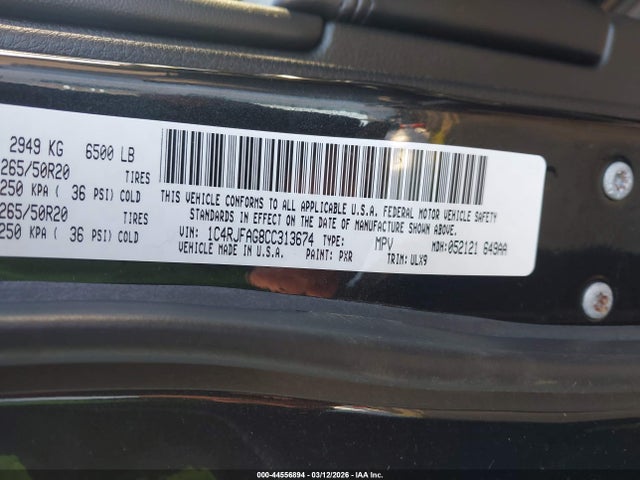 2949 KG 6500 LB
265/50R20 TIRES
250 KPA ( 36 PSI) COLD
265/50R20 TIRES
250 KPA ( 36 PSI) COLD
THIS VEHICLE CONFORMS TO ALL APPLICABLE U.S.A. FEDERAL MOTOR VEHICLE SAFETY
STANDARDS IN EFFECT ON THE DATE OF MANUFACTURE SHOWN ABOVE.
VIN: 1C4RJFAG8CC313674 TYPE: MPV MDH: 052121 649AA
VEHICLE MADE IN U.S.A. PAINT: PXR TRIM: ULX9
000-44556894 - 03/12/2026 - IAA Inc.